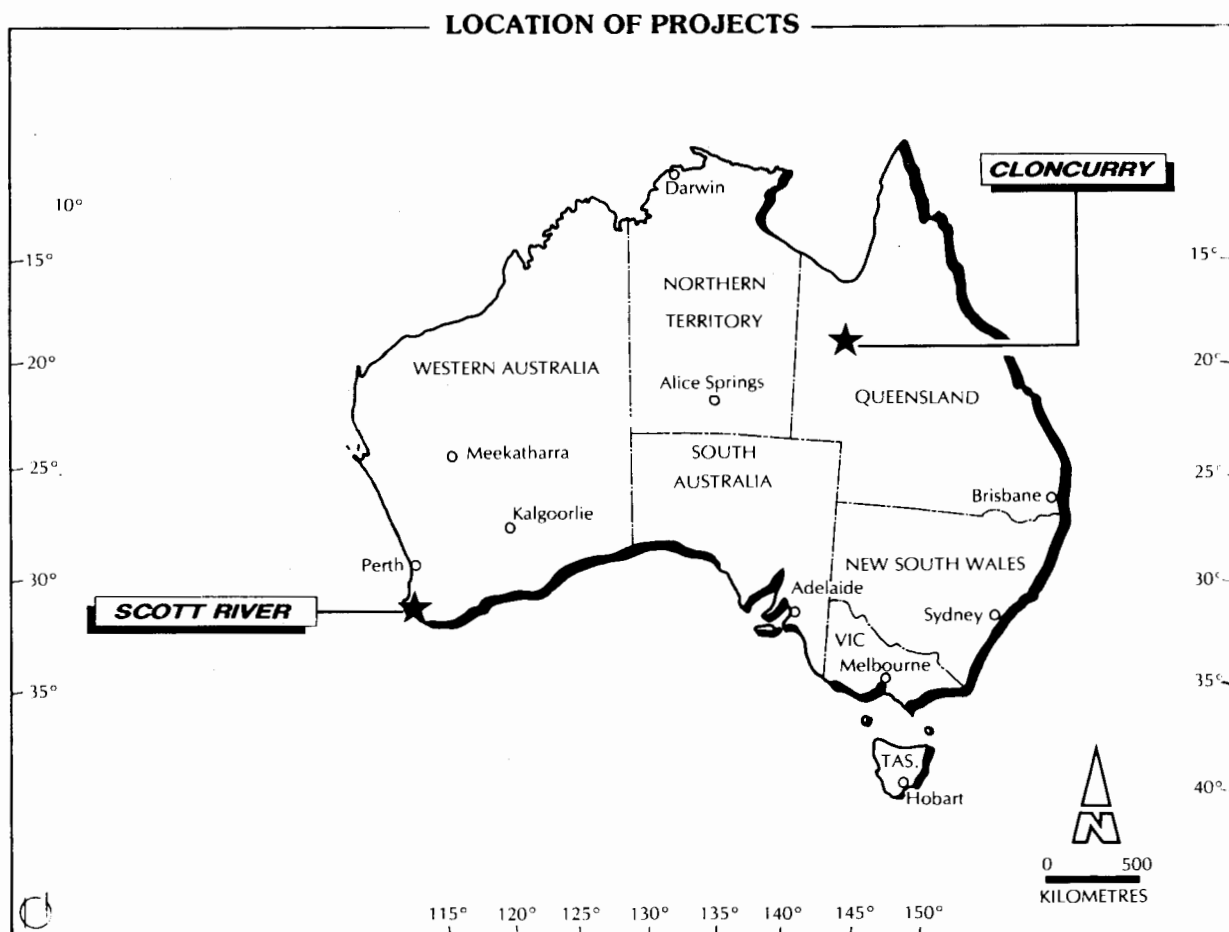 LOCATION OF PROJECTS
CLONCURRY
Darwin
10°
15°
15°
NORTHERN
TERRITORY
20°
20°
WESTERN AUSTRALIA
Alice Springs
QUEENSLAND
Meekatharra
SOUTH
AUSTRALIA
25°
25°
Brisbane
Kalgoorlie
Perth
NEW SOUTH WALES
30°
30°
Adelaide
SCOTT RIVER
Sydney
VIC
Melbourne
35°
35°
TAS.
Hobart
40°
N
0 500
KILOMETRES
115° 120° 125° 130° 135° 140° 145° 150°